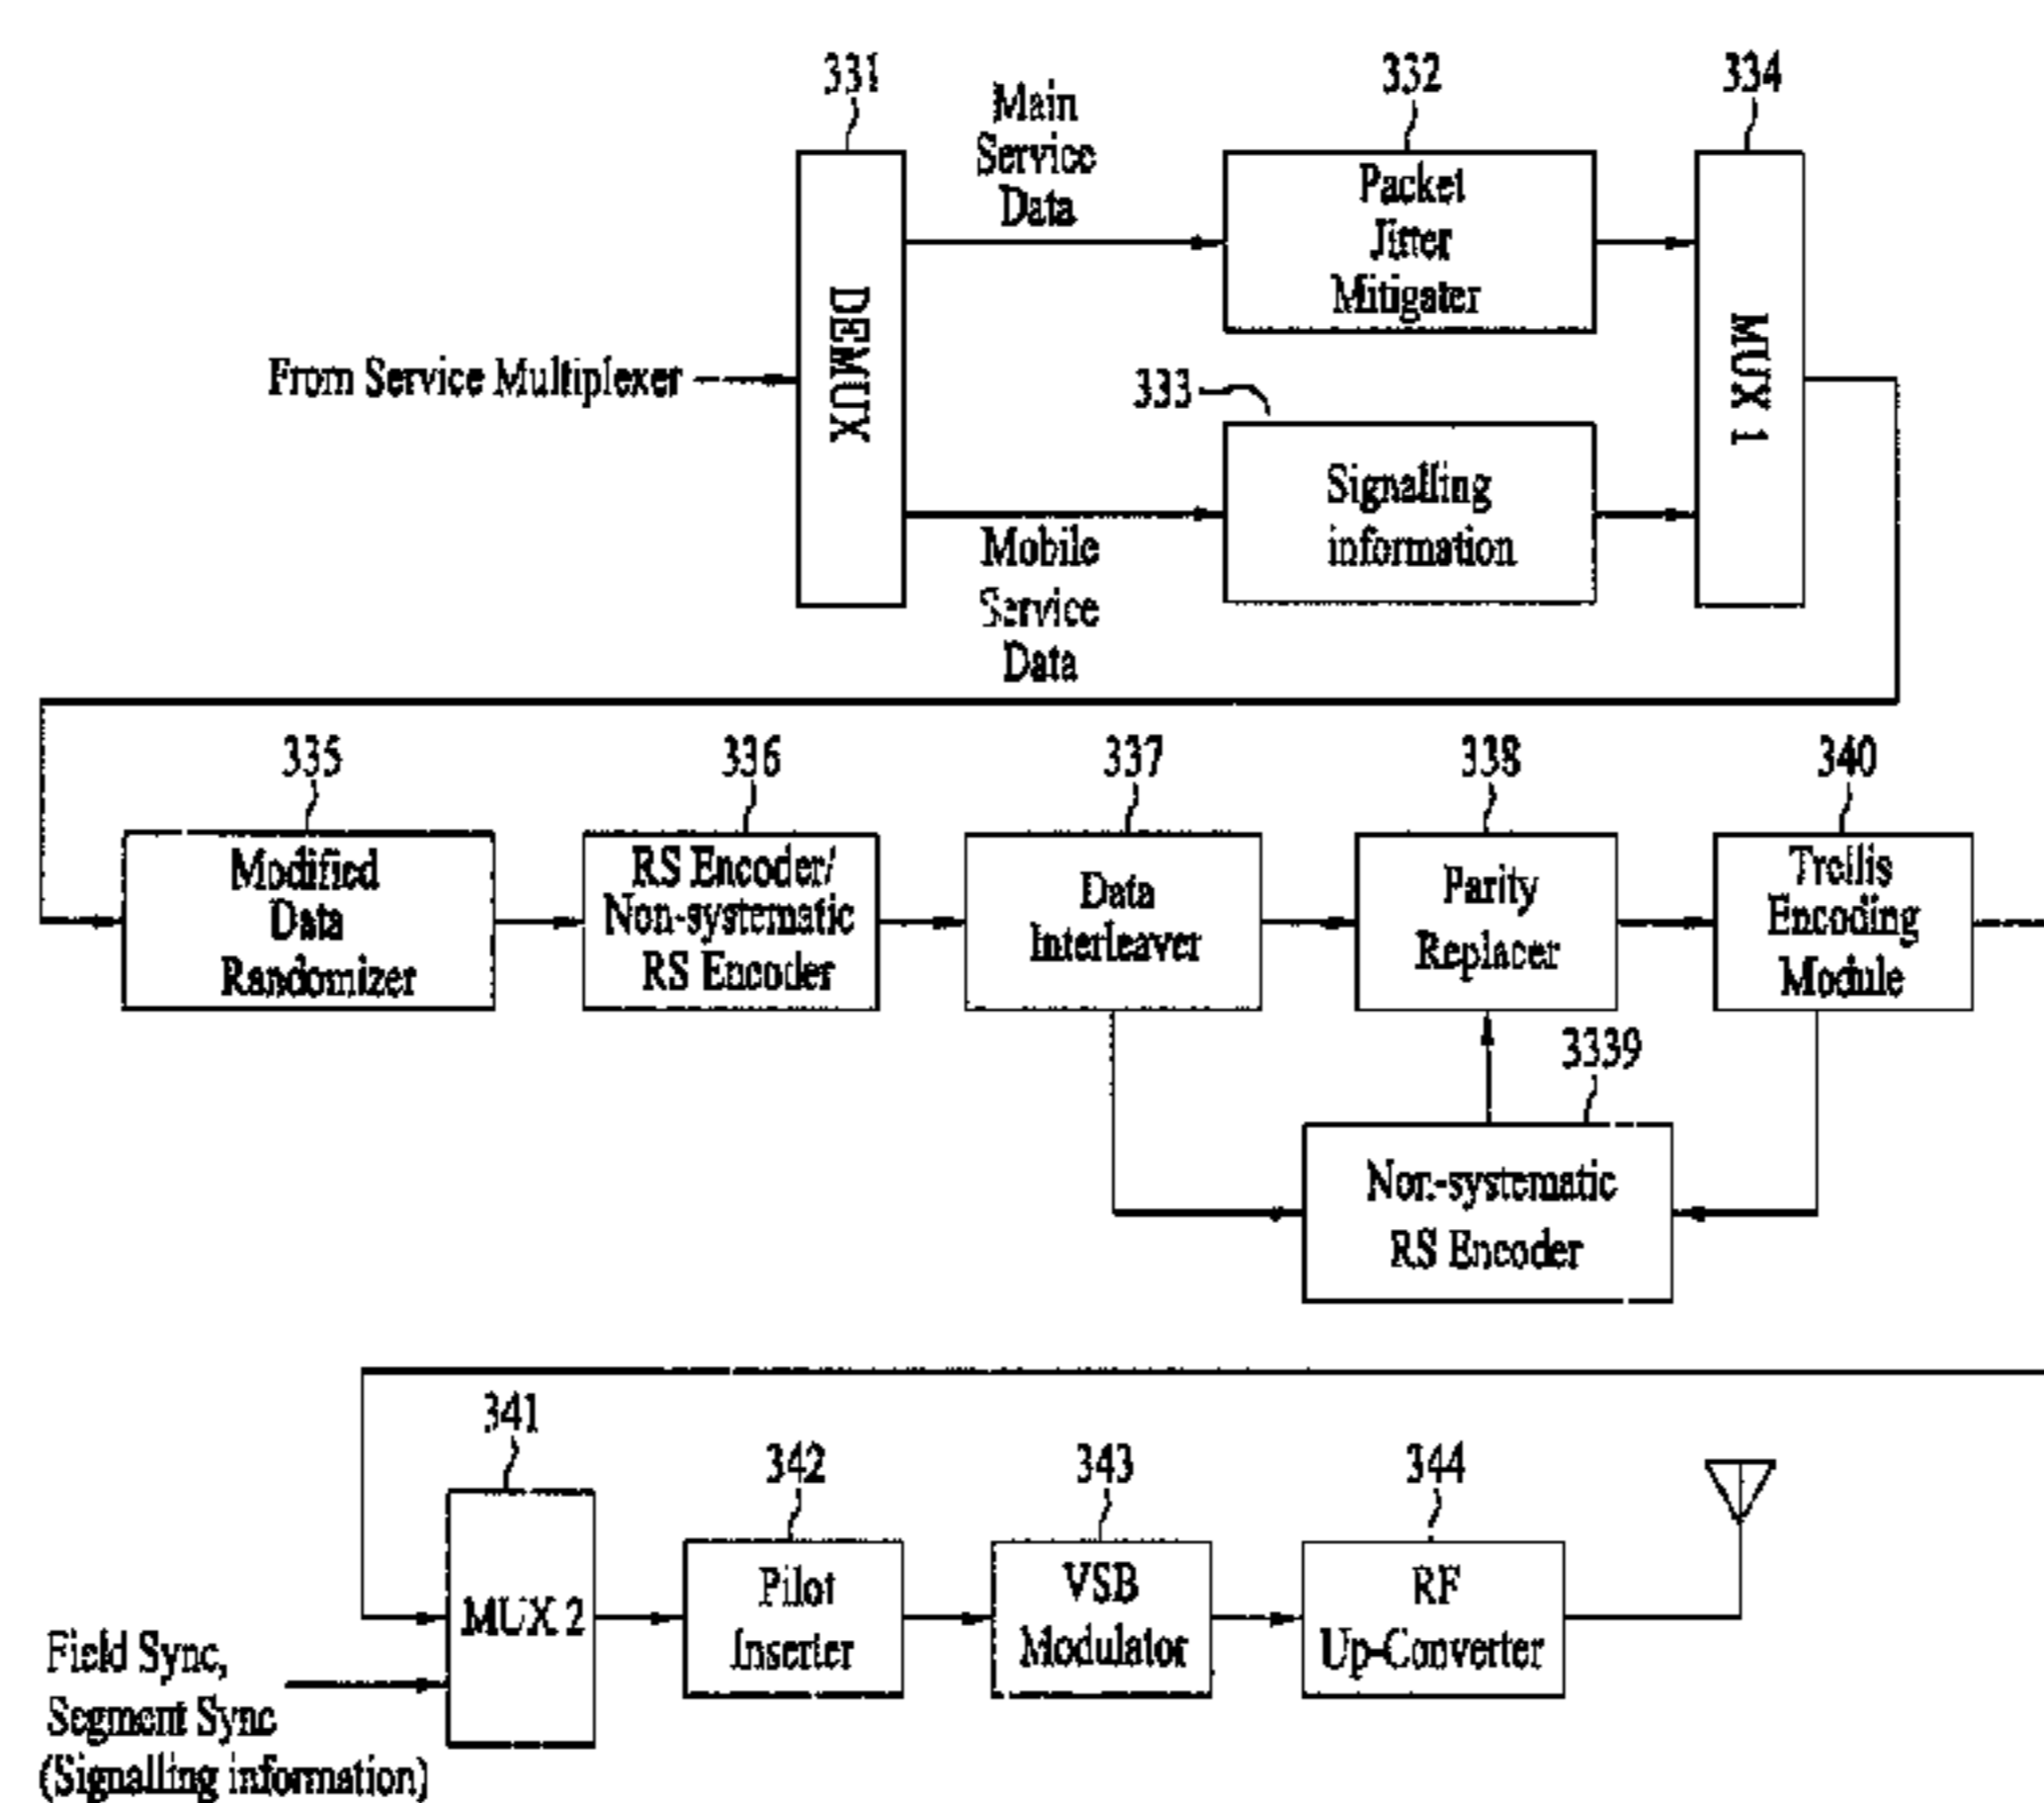 331
Main
Service
Data
332
334
DEMUX
Packet
Jitter
Mitigater
MUX 1
From Service Multiplexer
333
Signalling
information
Mobile
Service
Data
335
336
337
338
340
Modified
Data
Randomizer
RS Encoder/
Non-systematic
RS Encoder
Data
Interleaver
Parity
Replacer
Trellis
Encoding
Module
3339
Non-systematic
RS Encoder
341
342
343
344
MUX 2
Pilot
Inserter
VSB
Modulator
RF
Up-Converter
Field Sync,
Segment Sync
(Signalling information)